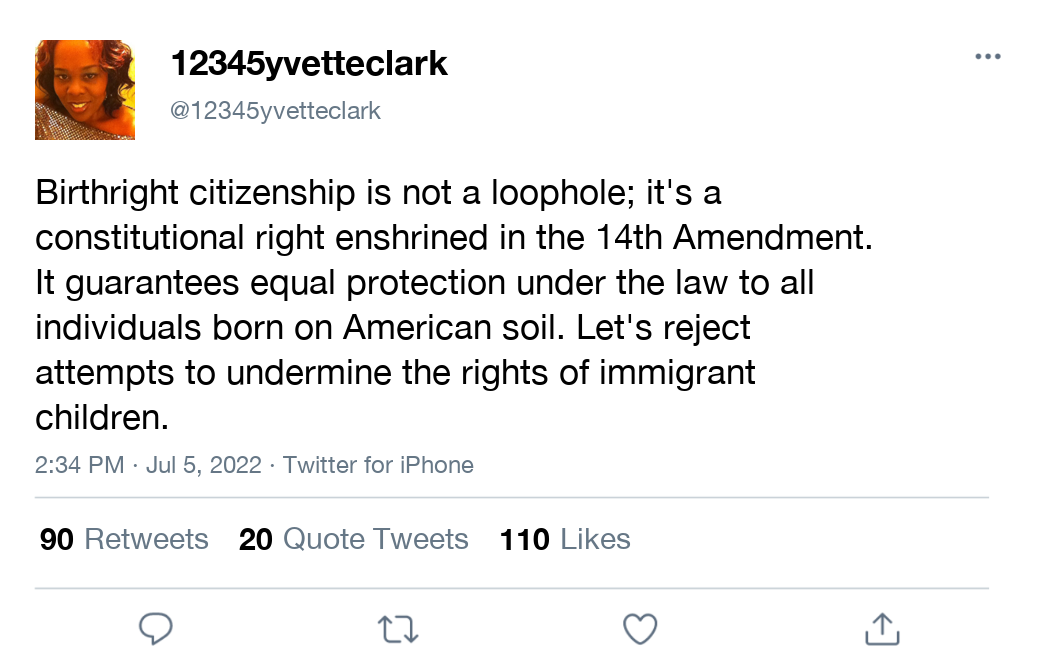 12345yvetteclark
@12345yvetteclark
Birthright citizenship is not a loophole; it's a
constitutional right enshrined in the 14th Amendment.
It guarantees equal protection under the law to all
individuals born on American soil. Let's reject
attempts to undermine the rights of immigrant
children.
2:34 PM · Jul 5, 2022 · Twitter for iPhone
90 Retweets 20 Quote Tweets 110 Likes